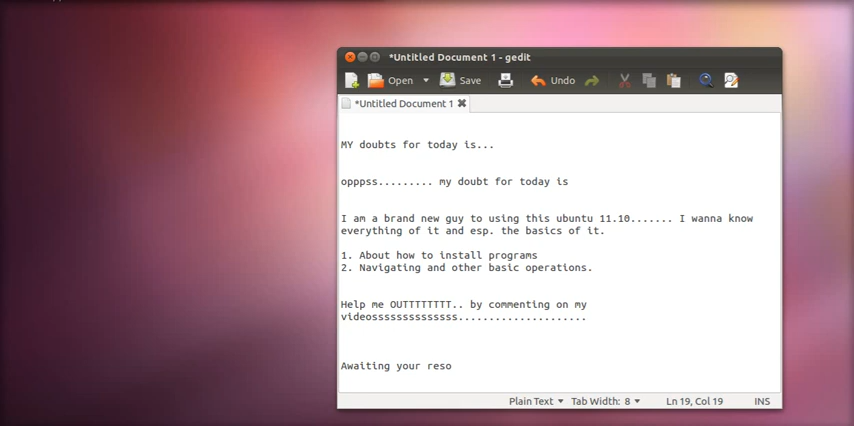 *Untitled Document 1 - gedit
Open Save Undo
*Untitled Document 1
MY doubts for today is...
opppss......... my doubt for today is
I am a brand new guy to using this ubuntu 11.10....... I wanna know
everything of it and esp. the basics of it.
1. About how to install programs
2. Navigating and other basic operations.
Help me OUTTTTTTTT.. by commenting on my
videosssssssssssss.....................
Awaiting your reso
Plain Text Tab Width: 8 Ln 19, Col 19 INS